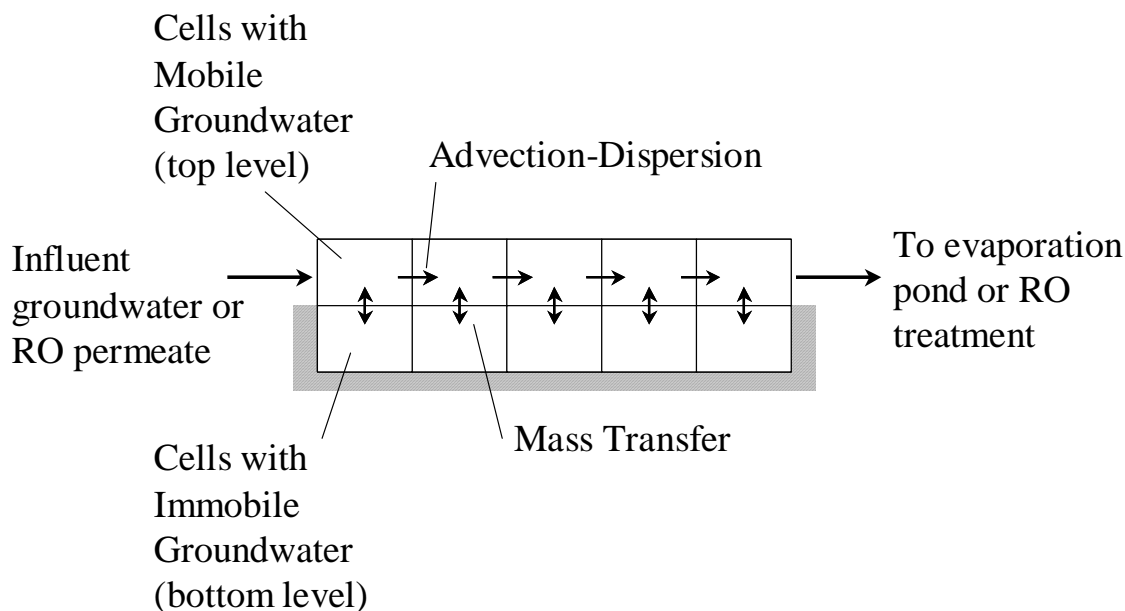 Cells with
Mobile
Groundwater
(top level)
Advection-Dispersion
Influent
groundwater or
RO permeate
To evaporation
pond or RO
treatment
Mass Transfer
Cells with
Immobile
Groundwater
(bottom level)